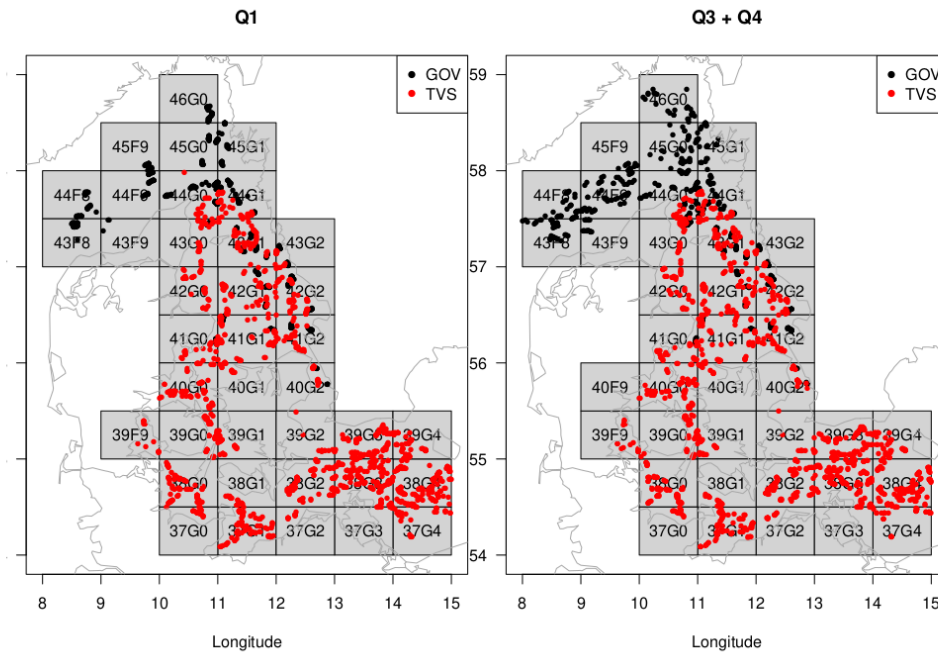 Q1
Q3 + Q4
GOV
TVS
46G0
45F9
45G0
45G1
44F8
44F9
44G0
44G1
43F8
43F9
43G0
43G1
43G2
42G0
42G1
42G2
41G0
41G1
41G2
40G0
40G1
40G2
39F9
39G0
39G1
39G2
39G3
39G4
38G0
38G1
38G2
38G3
38G4
37G0
37G1
37G2
37G3
37G4
8 9 10 11 12 13 14 15
Longitude
GOV
TVS
59
58
57
56
55
54
46G0
45F9
45G0
45G1
44F8
44F9
44G0
44G1
43F8
43F9
43G0
43G1
43G2
42G0
42G1
42G2
41G0
41G1
41G2
40F9
40G0
40G1
40G2
39F9
39G0
39G1
39G2
39G3
39G4
38G0
38G1
38G2
38G3
38G4
37G0
37G1
37G2
37G3
37G4
8 9 10 11 12 13 14 15
Longitude